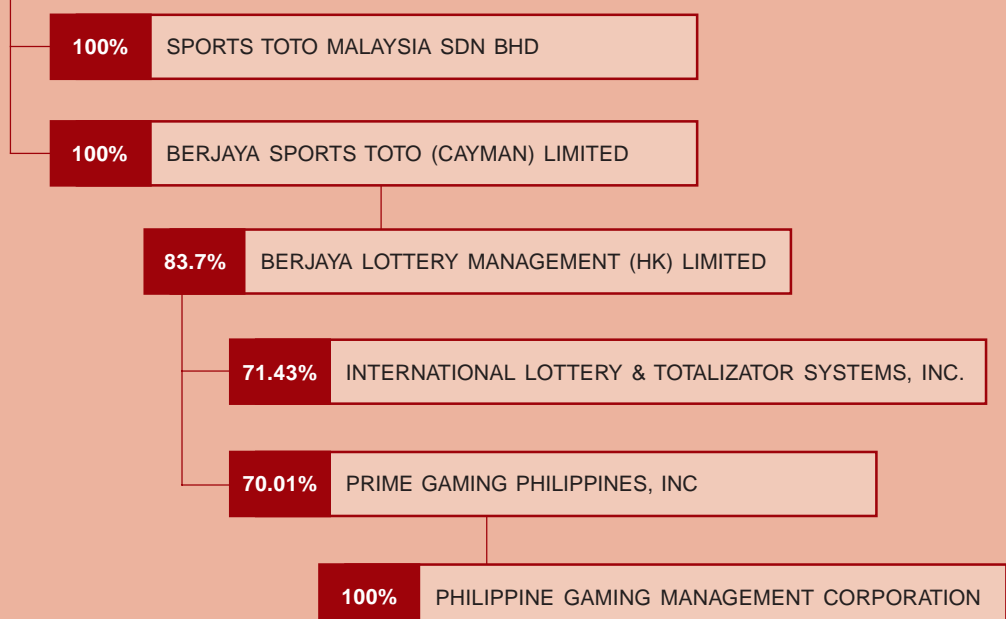 100% SPORTS TOTO MALAYSIA SDN BHD
100% BERJAYA SPORTS TOTO (CAYMAN) LIMITED
83.7% BERJAYA LOTTERY MANAGEMENT (HK) LIMITED
71.43% INTERNATIONAL LOTTERY & TOTALIZATOR SYSTEMS, INC.
70.01% PRIME GAMING PHILIPPINES, INC
100% PHILIPPINE GAMING MANAGEMENT CORPORATION